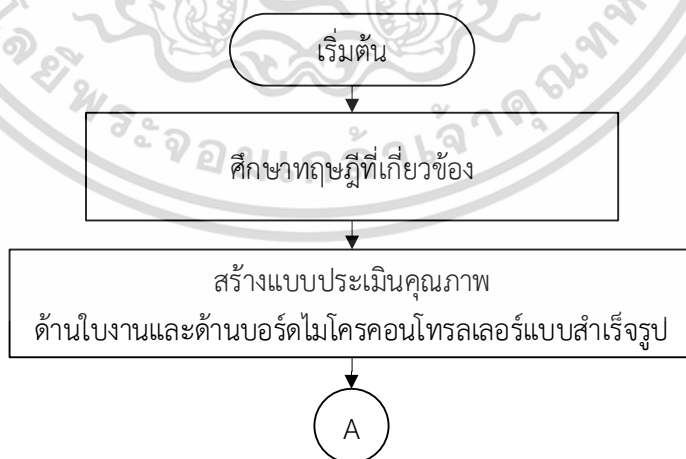 เริ่มต้น
ศึกษาทฤษฎีที่เกี่ยวข้อง
สร้างแบบประเมินคุณภาพ
ด้านใบงานและด้านบอร์ดไมโครคอนโทรลเลอร์แบบสำเร็จรูป
A